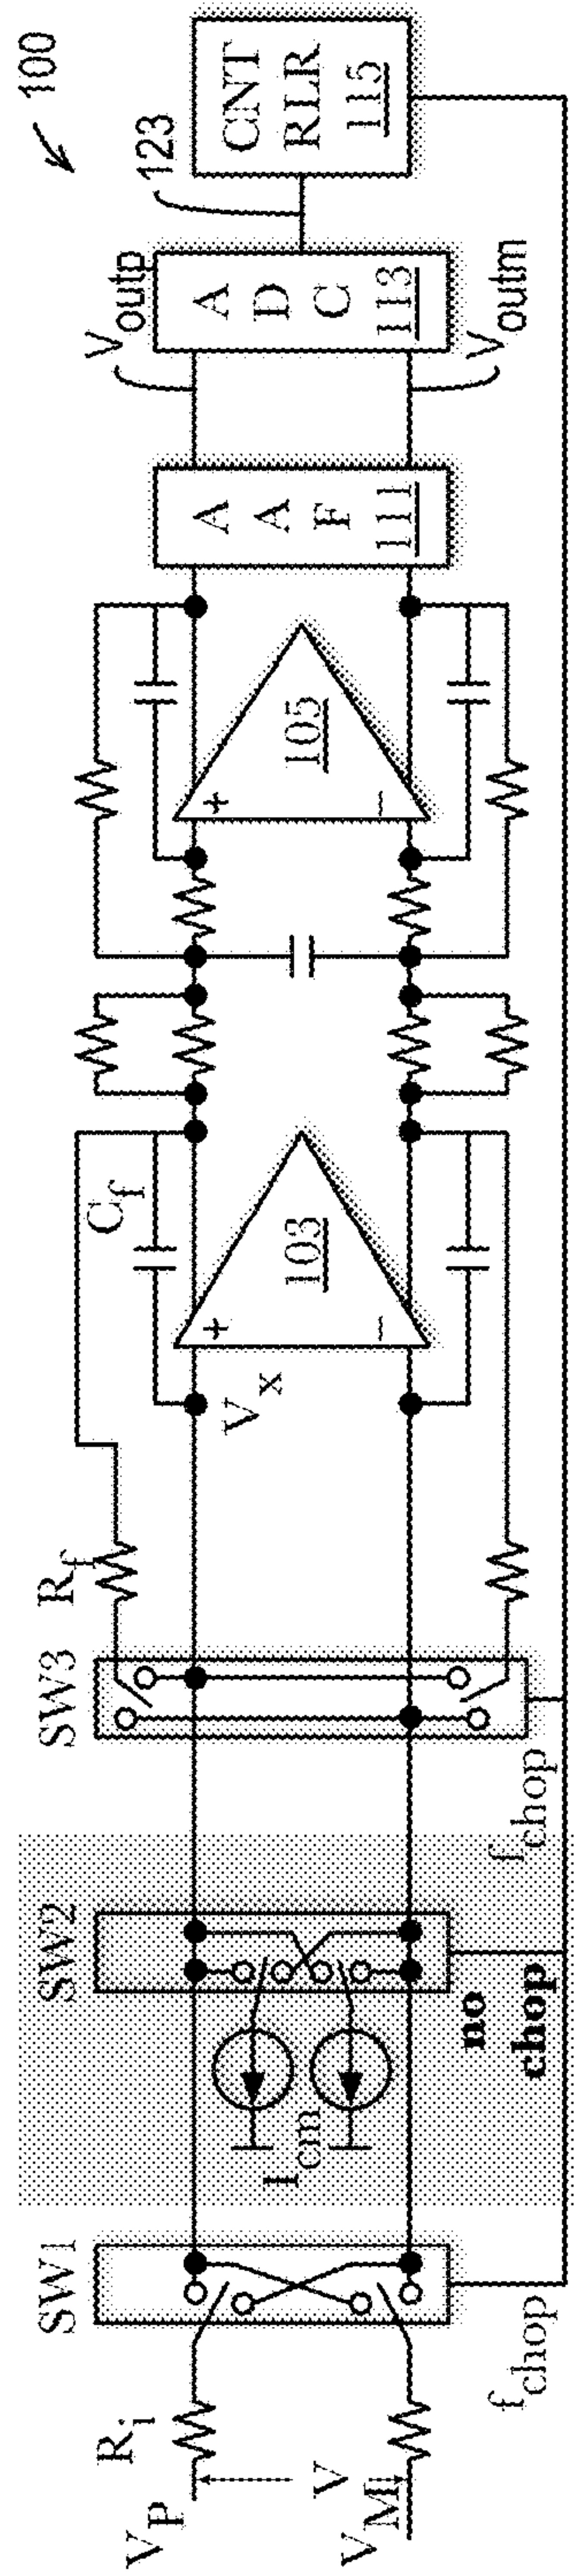 100
V_P
V_M
V
R_i
SW1
f_chop
I_cm
SW2
no
chop
SW3
f_chop
R_f
V_x
C_f
+
−
103
+
−
105
A
A
F
111
V_outp
V_outm
A
D
C
113
123
CNT
RLR
115